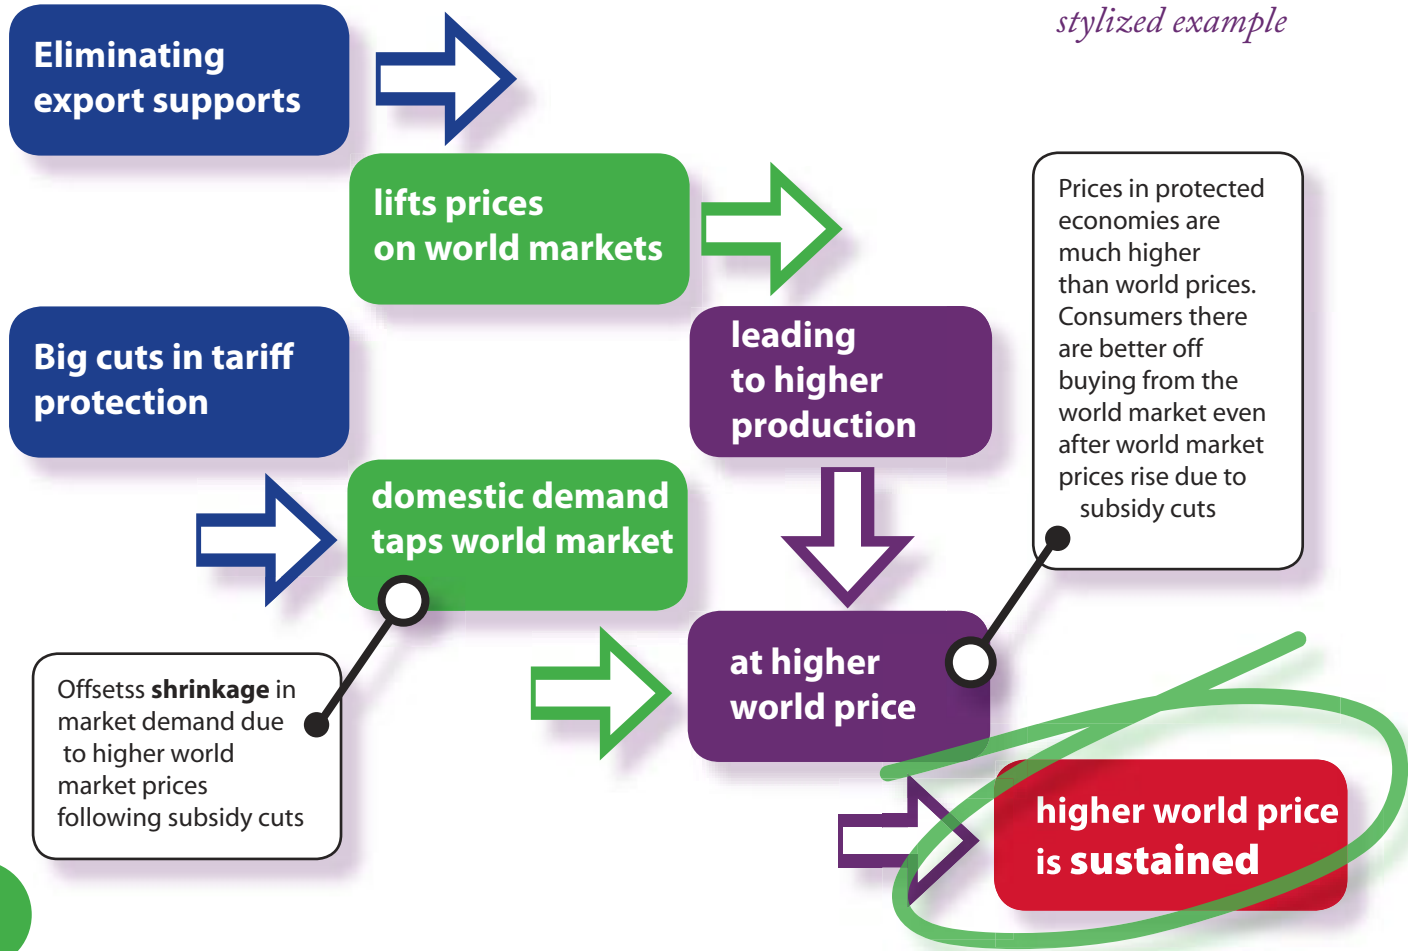 stylized example
Eliminating
export supports
lifts prices
on world markets
Prices in protected
economies are
much higher
than world prices.
Consumers there
are better off
buying from the
world market even
after world market
prices rise due to
subsidy cuts
Big cuts in tariff
protection
leading
to higher
production
domestic demand
taps world market
at higher
world price
Offsetss shrinkage in
market demand due
to higher world
market prices
following subsidy cuts
higher world price
is sustained